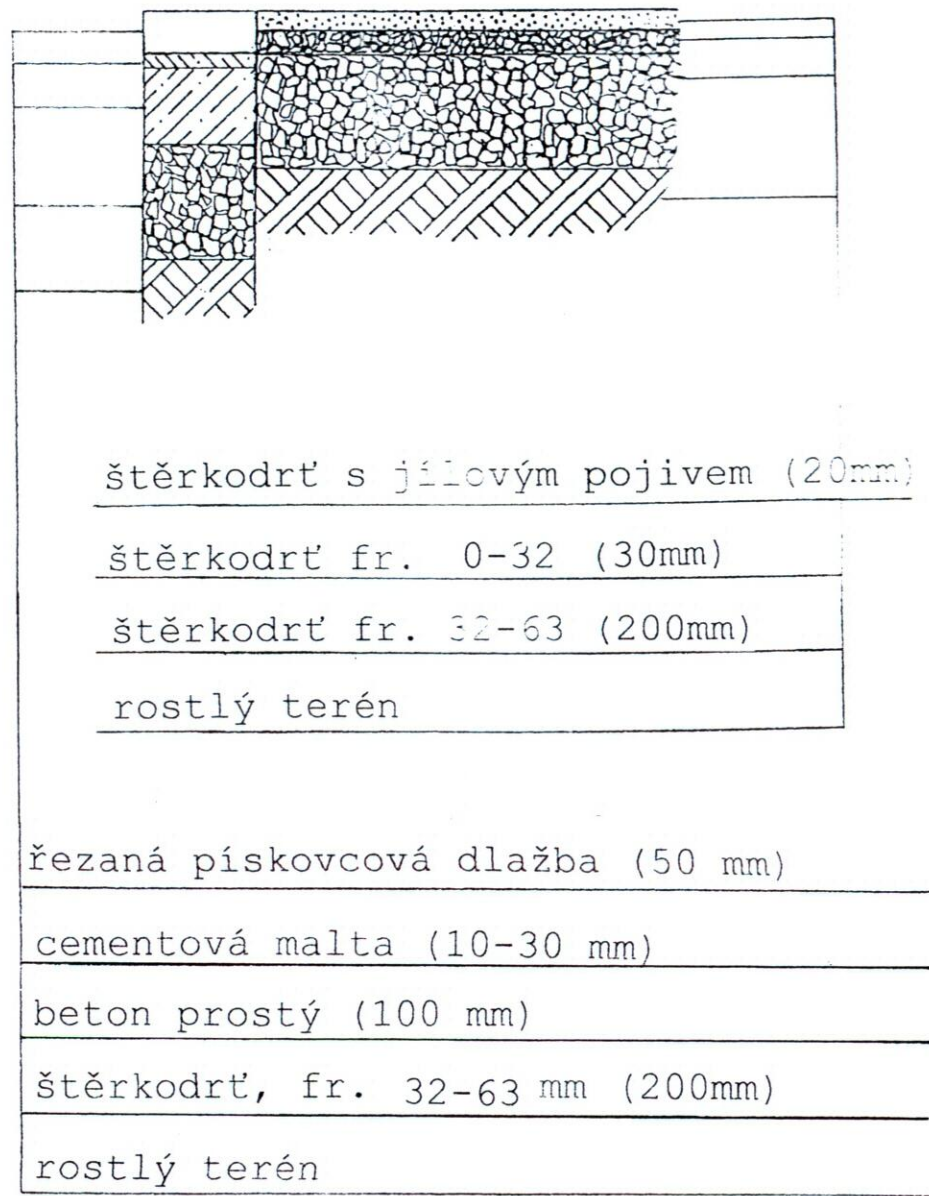 štěrkodrť s jílovým pojivem (20mm)
štěrkodrť fr. 0-32 (30mm)
štěrkodrť fr. 32-63 (200mm)
rostlý terén
řezaná pískovcová dlažba (50 mm)
cementová malta (10-30 mm)
beton prostý (100 mm)
štěrkodrť, fr. 32-63 mm (200mm)
rostlý terén